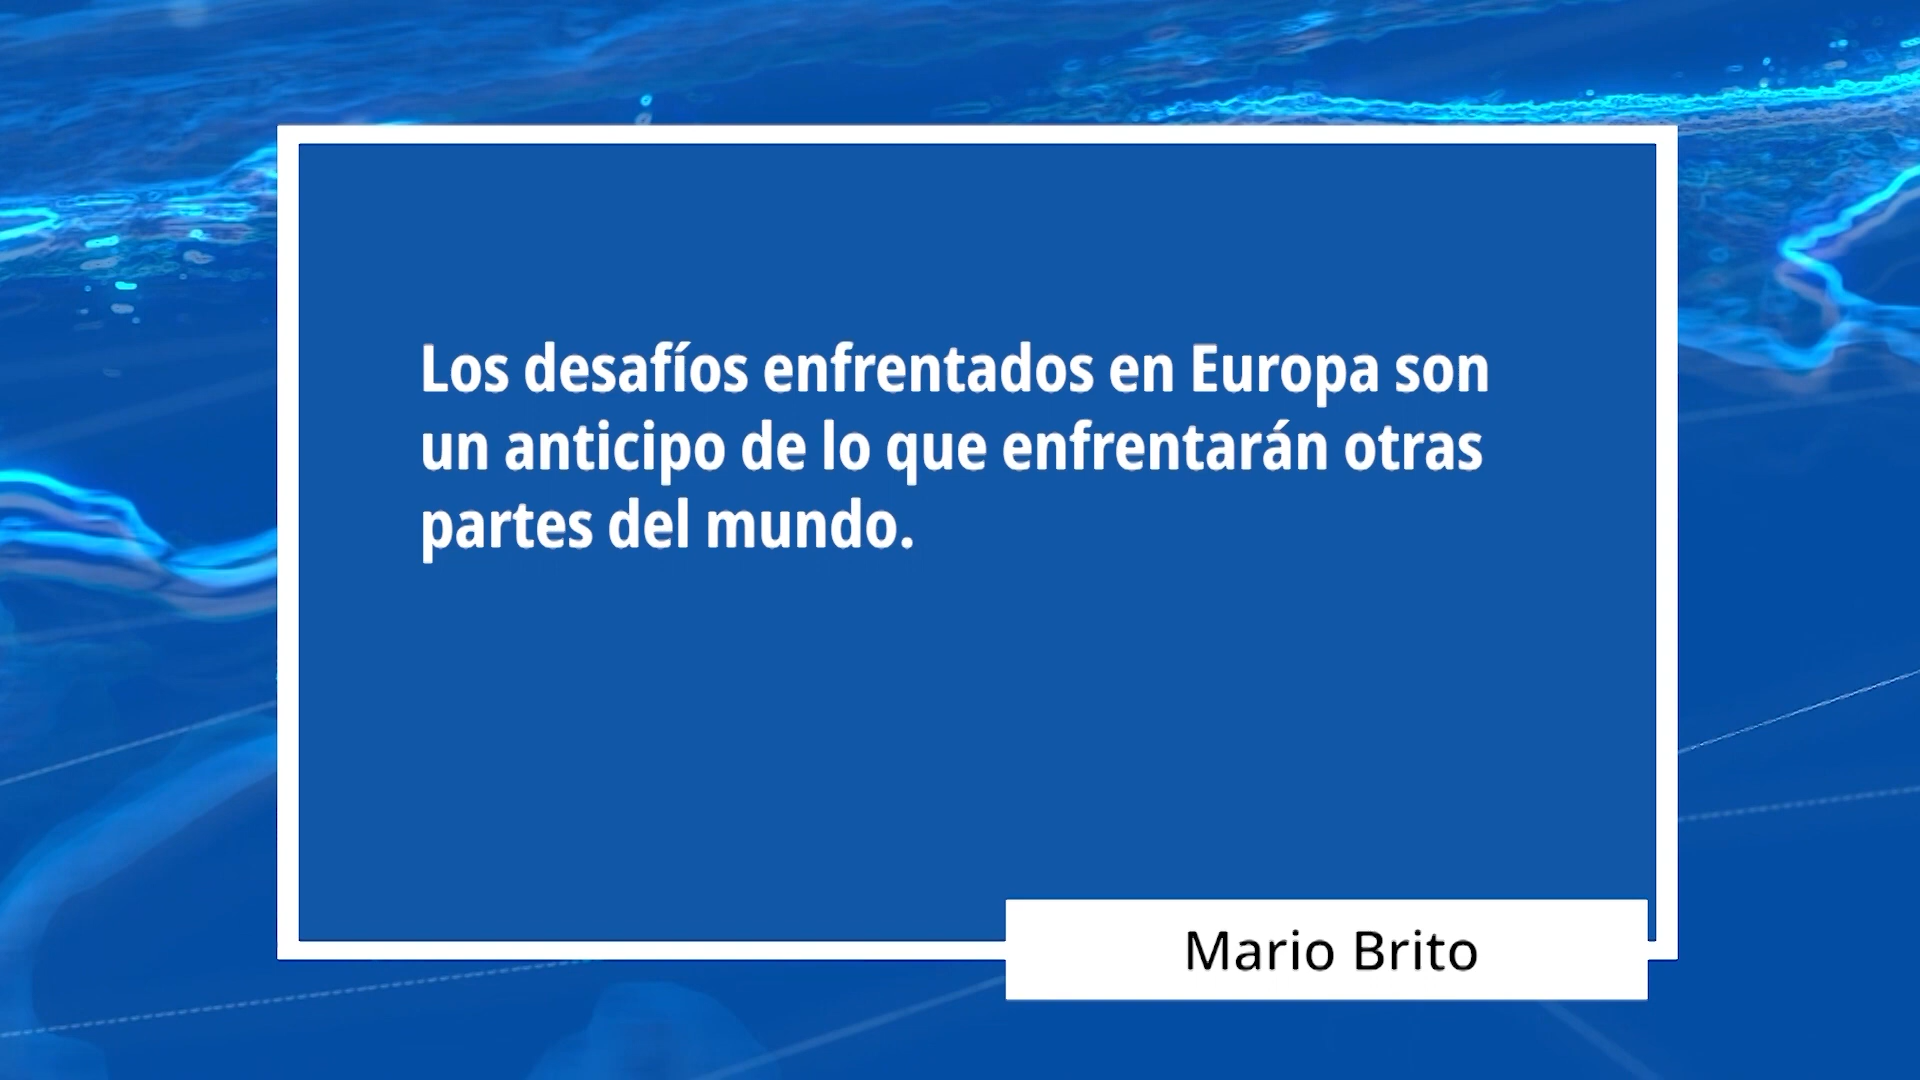 Los desafíos enfrentados en Europa son
un anticipo de lo que enfrentarán otras
partes del mundo.
Mario Brito